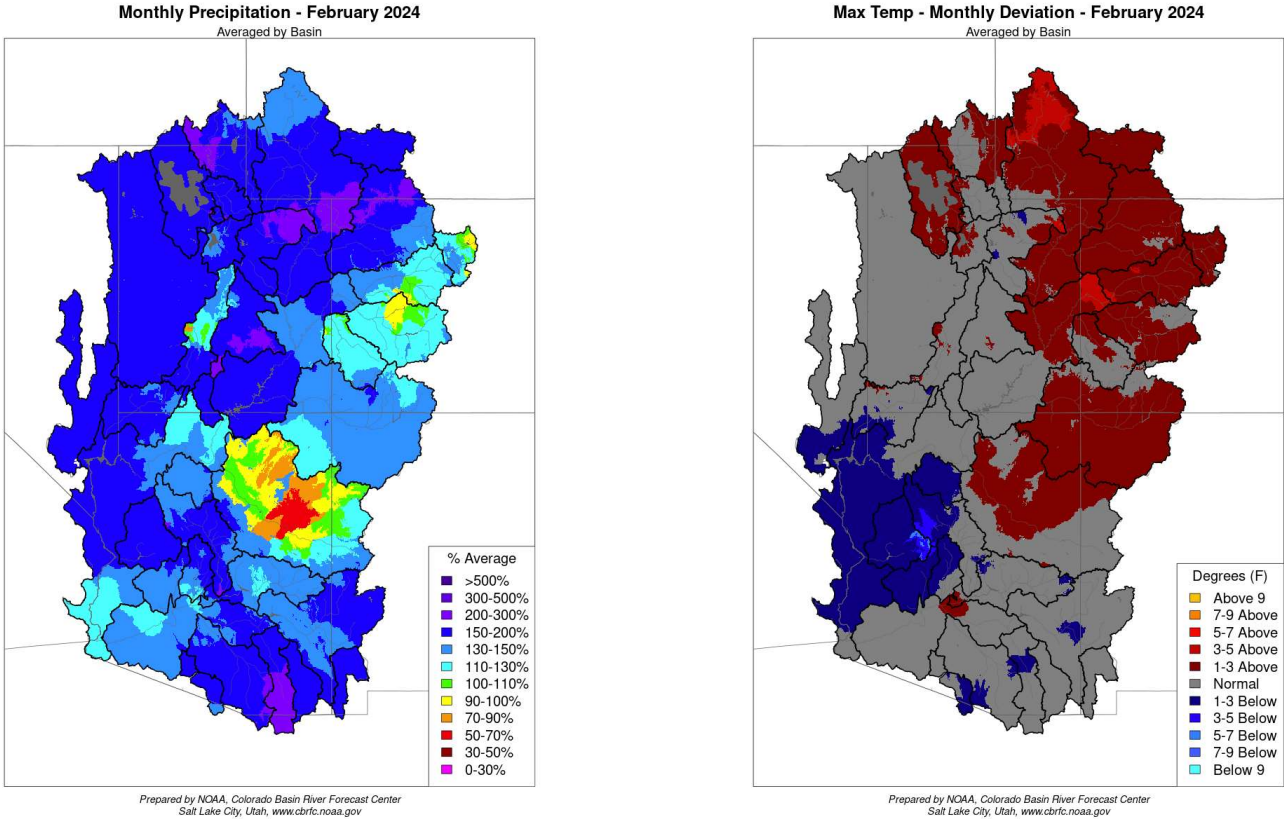 Monthly Precipitation - February 2024
Averaged by Basin
% Average
>500%
300-500%
200-300%
150-200%
130-150%
110-130%
100-110%
90-100%
70-90%
50-70%
30-50%
0-30%
Prepared by NOAA, Colorado Basin River Forecast Center
Salt Lake City, Utah, www.cbrfc.noaa.gov
Max Temp - Monthly Deviation - February 2024
Averaged by Basin
Degrees (F)
Above 9
7-9 Above
5-7 Above
3-5 Above
1-3 Above
Normal
1-3 Below
3-5 Below
5-7 Below
7-9 Below
Below 9
Prepared by NOAA, Colorado Basin River Forecast Center
Salt Lake City, Utah, www.cbrfc.noaa.gov